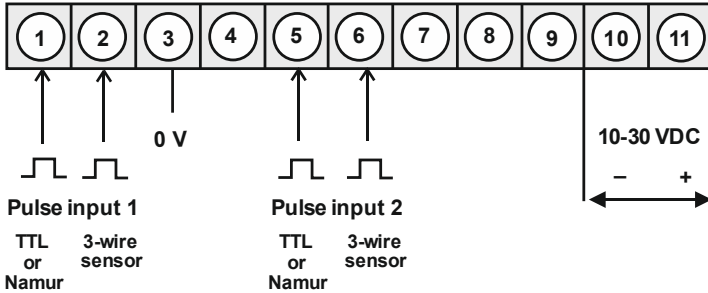 1 2 3 4 5 6 7 8 9 10 11
0 V
10-30 VDC
– +
Pulse input 1
Pulse input 2
TTL 3-wire
or sensor
Namur
TTL 3-wire
or sensor
Namur